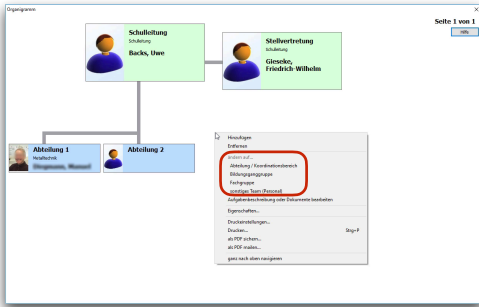 Organigramm
Seite 1 von 1
Hilfe
Schulleitung
Schulleitung
Backs, Uwe
Stellvertretung
Schulleitung
Gieseke,
Friedrich-Wilhelm
Abteilung 1
Metalltechnik
Abteilung 2
Hinzufügen
Entfernen
ändern auf...
Abteilung / Koordinationsbereich
Bildungsganggruppe
Fachgruppe
sonstiges Team (Personal)
Aufgabenbeschreibung oder Dokumente bearbeiten
Eigenschaften...
Druckeinstellungen...
Drucken... Strg+P
als PDF sichern...
als PDF mailen...
ganz nach oben navigieren